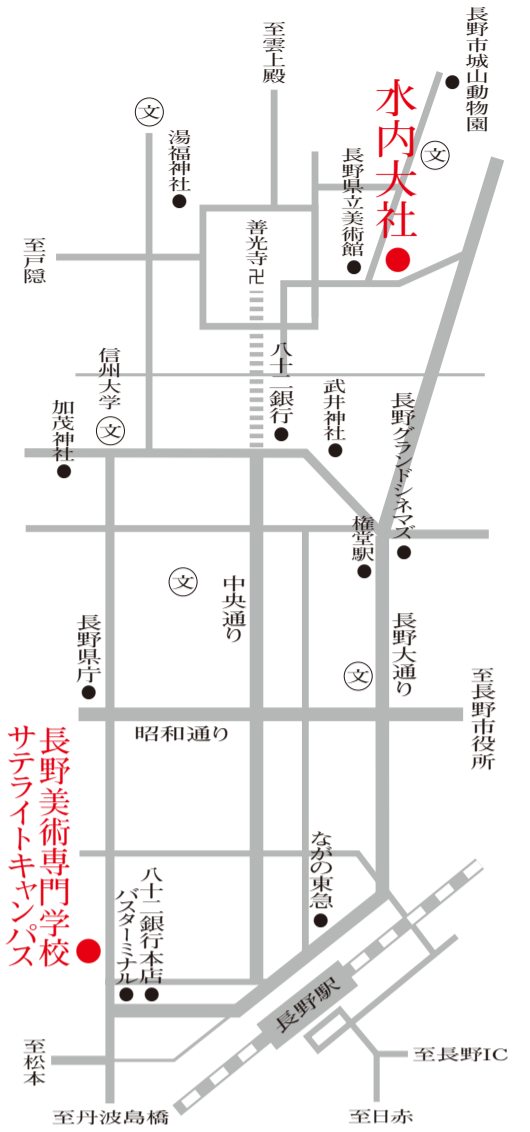 長野市城山動物園
至雲上殿
水内大社
文
文
湯福神社
長野県立美術館
善光寺卍
至戸隠
八十二銀行
信州大学
文
武井神社
加茂神社
長野グランドシネマズ
権堂駅
文
中央通り
長野県庁
長野大通り
文
至長野市役所
昭和通り
長野美術専門学校
サテライトキャンパス
ながの東急
八十二銀行本店
バスターミナル
長野駅
至松本
至長野IC
至丹波島橋
至日赤